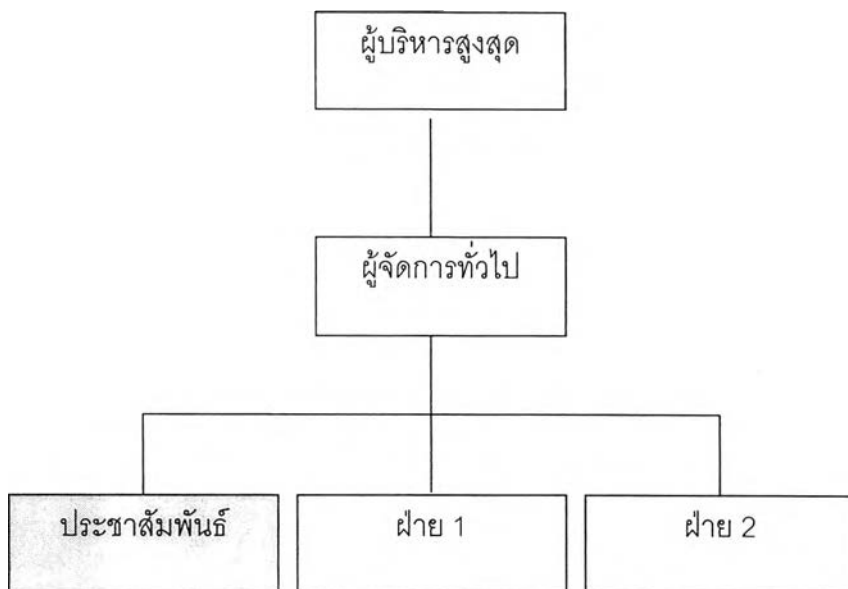 ผู้บริหารสูงสุด
ผู้จัดการทั่วไป
ประชาสัมพันธ์
ฝ่าย 1
ฝ่าย 2